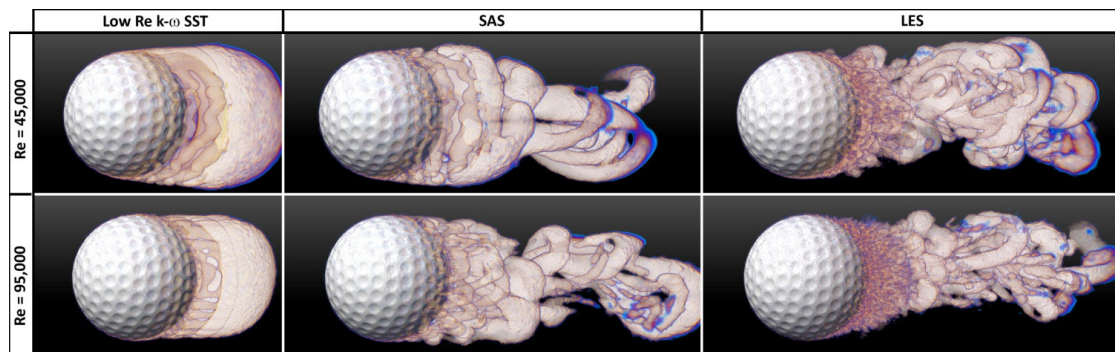 Low Re k-ω SST
SAS
LES
Re = 45,000
Re = 95,000